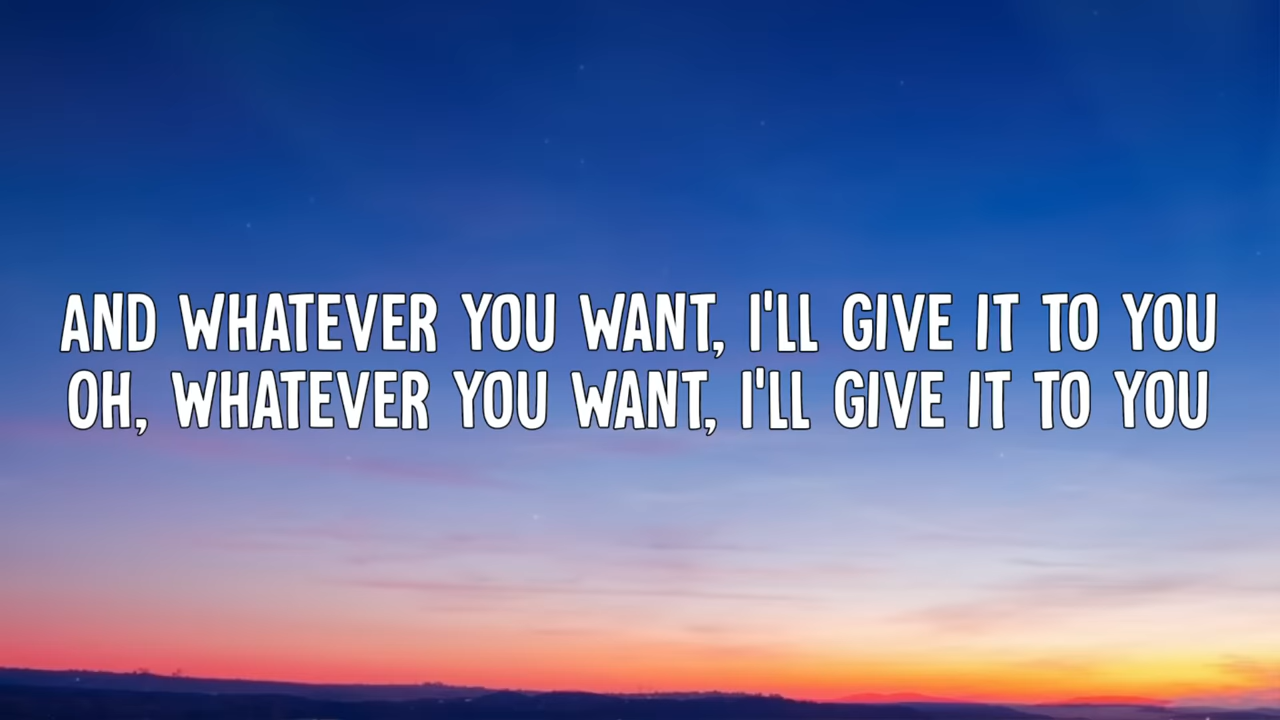 AND WHATEVER YOU WANT, I'LL GIVE IT TO YOU
OH, WHATEVER YOU WANT, I'LL GIVE IT TO YOU